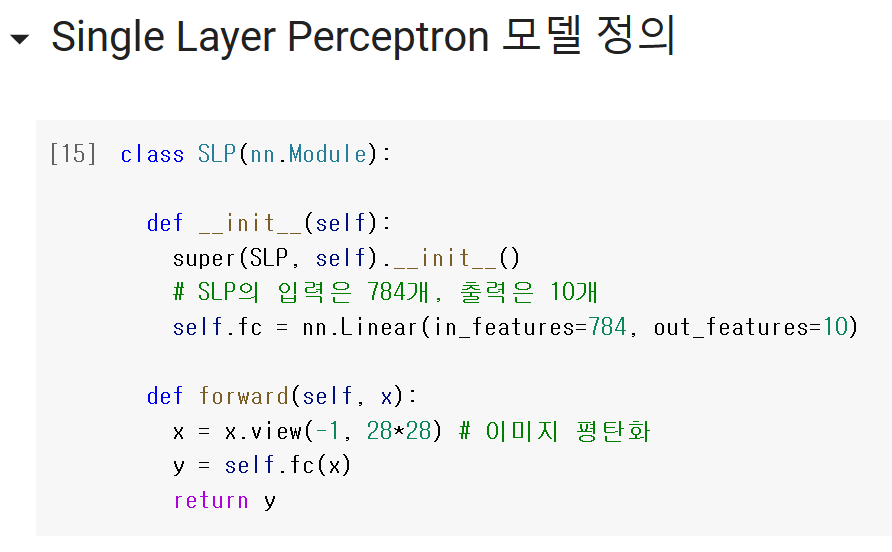 Single Layer Perceptron 모델 정의
[15] class SLP(nn.Module):
def __init__(self):
super(SLP, self).__init__()
# SLP의 입력은 784개, 출력은 10개
self.fc = nn.Linear(in_features=784, out_features=10)
def forward(self, x):
x = x.view(-1, 28*28) # 이미지 평탄화
y = self.fc(x)
return y